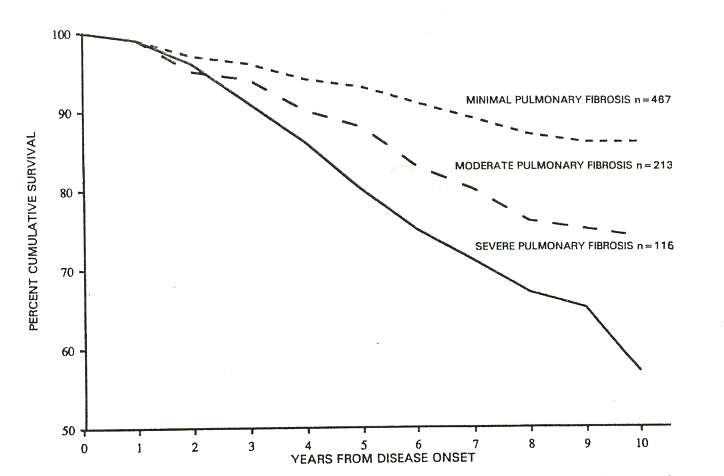 100
90
80
70
60
50
PERCENT CUMULATIVE SURVIVAL
MINIMAL PULMONARY FIBROSIS n=467
MODERATE PULMONARY FIBROSIS n=213
SEVERE PULMONARY FIBROSIS n=116
0 1 2 3 4 5 6 7 8 9 10
YEARS FROM DISEASE ONSET